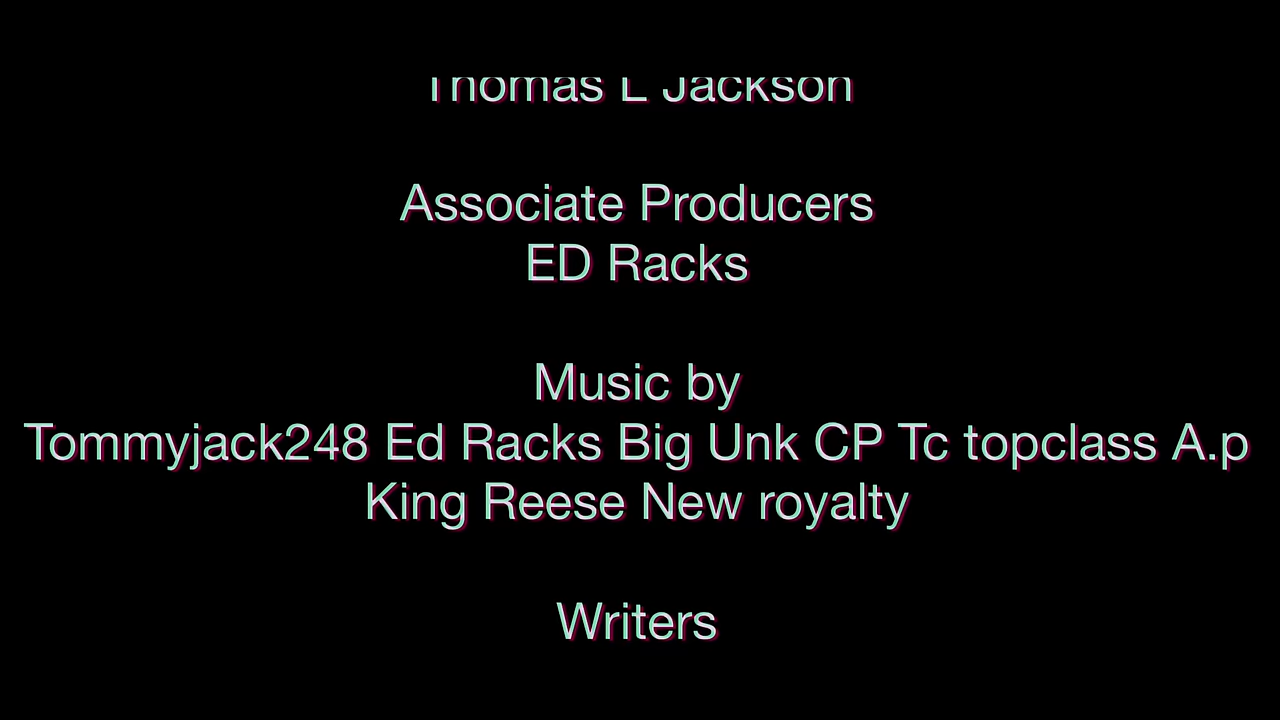 Thomas L Jackson
Associate Producers
ED Racks
Music by
Tommyjack248 Ed Racks Big Unk CP Tc topclass A.p
King Reese New royalty
Writers